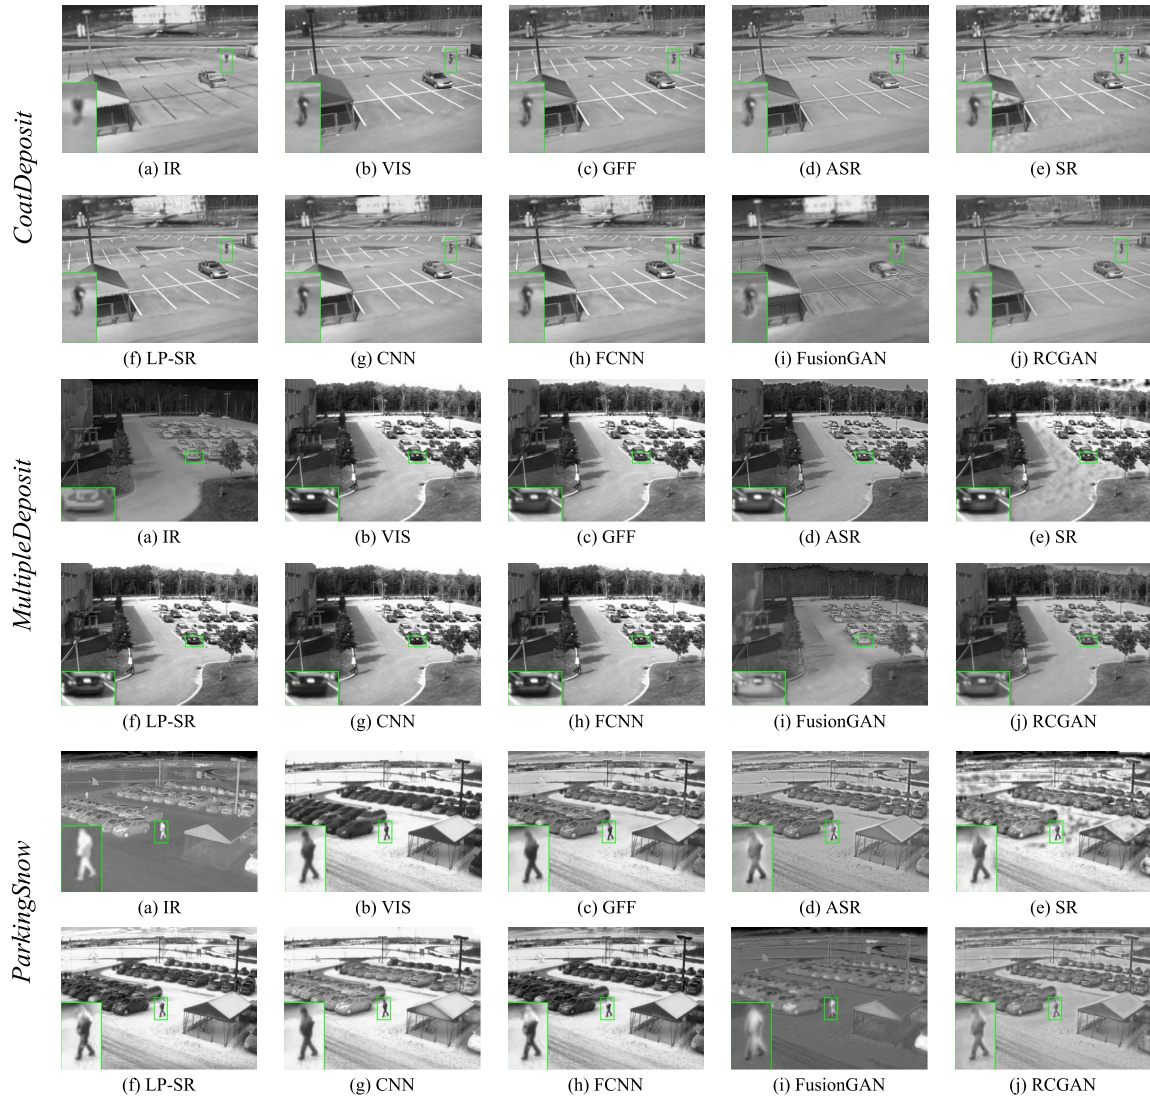 CoatDeposit
(a) IR (b) VIS (c) GFF (d) ASR (e) SR
(f) LP-SR (g) CNN (h) FCNN (i) FusionGAN (j) RCGAN
MultipleDeposit
(a) IR (b) VIS (c) GFF (d) ASR (e) SR
(f) LP-SR (g) CNN (h) FCNN (i) FusionGAN (j) RCGAN
ParkingSnow
(a) IR (b) VIS (c) GFF (d) ASR (e) SR
(f) LP-SR (g) CNN (h) FCNN (i) FusionGAN (j) RCGAN